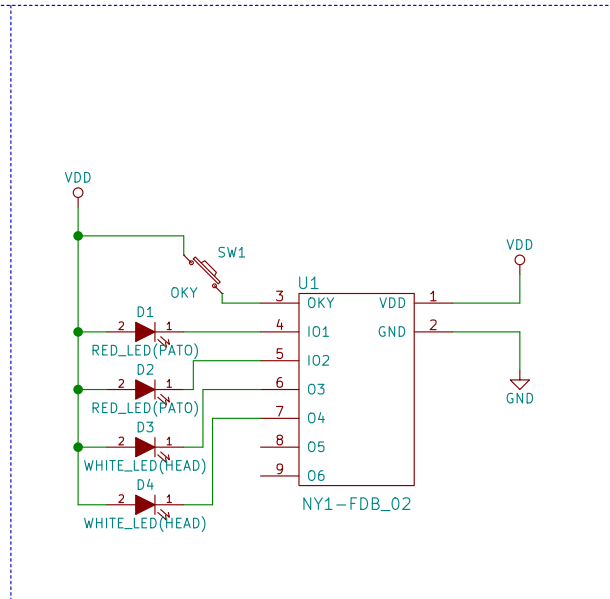 VDD
SW1
OKY
VDD
U1
3 OKY VDD 1
D1
2 1 4 IO1 GND 2
RED_LED(PATO)
5 IO2
D2
2 1 6 O3
RED_LED(PATO)
GND
7 O4
D3
2 1 8 O5
WHITE_LED(HEAD)
9 O6
D4
2 1
NY1-FDB_02
WHITE_LED(HEAD)